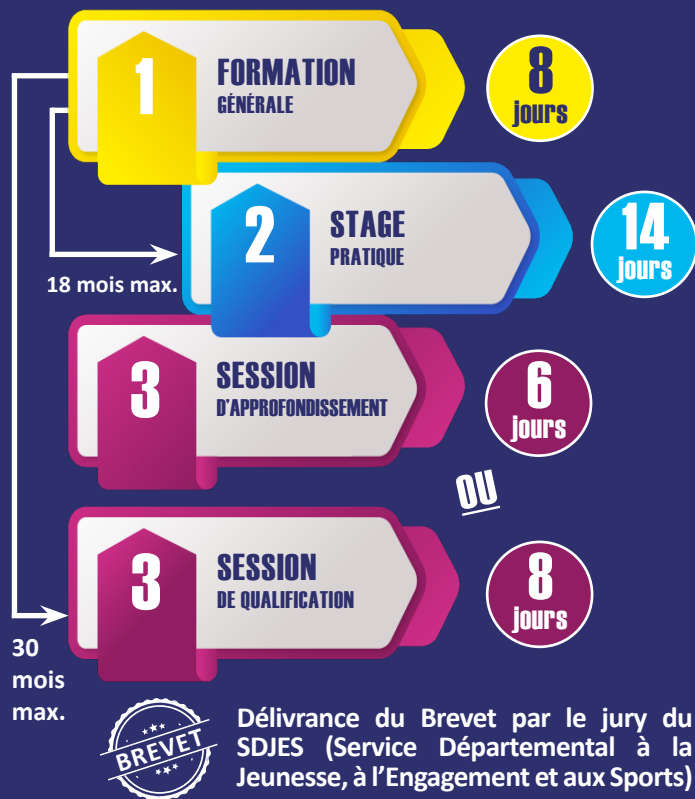 1
FORMATION
GÉNÉRALE
8
jours
2
STAGE
PRATIQUE
14
jours
18 mois max.
3
SESSION
D'APPROFONDISSEMENT
6
jours
OU
3
SESSION
DE QUALIFICATION
8
jours
30
mois
max.
BREVET
Délivrance du Brevet par le jury du
SDJES (Service Départemental à la
Jeunesse, à l'Engagement et aux Sports)